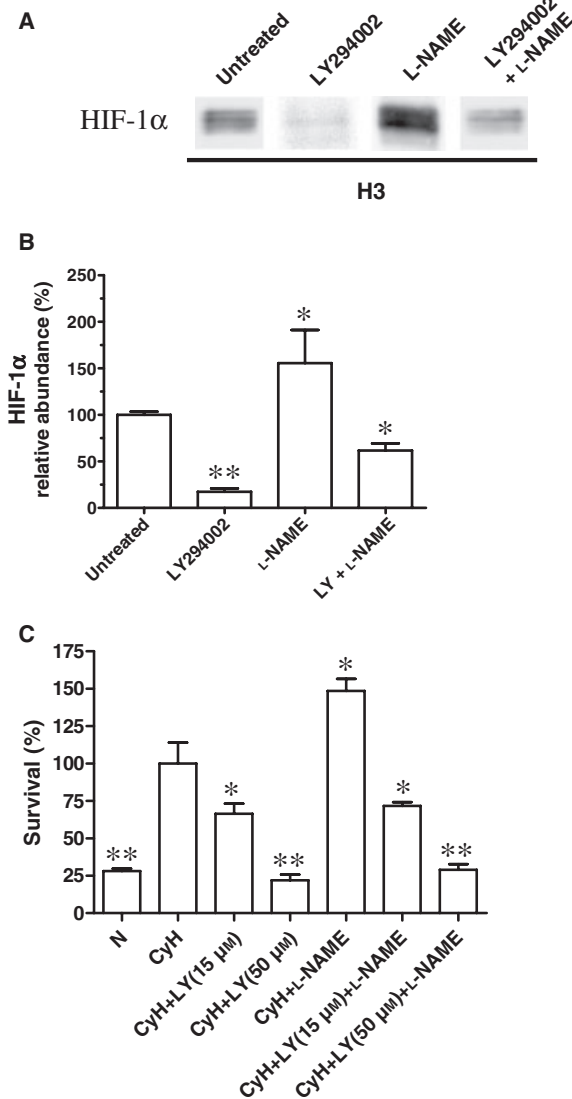 A
Untreated
LY294002
L-NAME
LY294002
+ L-NAME
HIF-1α
H3
B
HIF-1α
relative abundance (%)
250
200
150
100
50
0
*
**
*
Untreated
LY294002
L-NAME
LY + L-NAME
C
Survival (%)
175
150
125
100
75
50
25
0
**
*
**
*
*
**
N
CyH
CyH+LY(15 µM)
CyH+LY(50 µM)
CyH+L-NAME
CyH+LY(15 µM)+L-NAME
CyH+LY(50 µM)+L-NAME